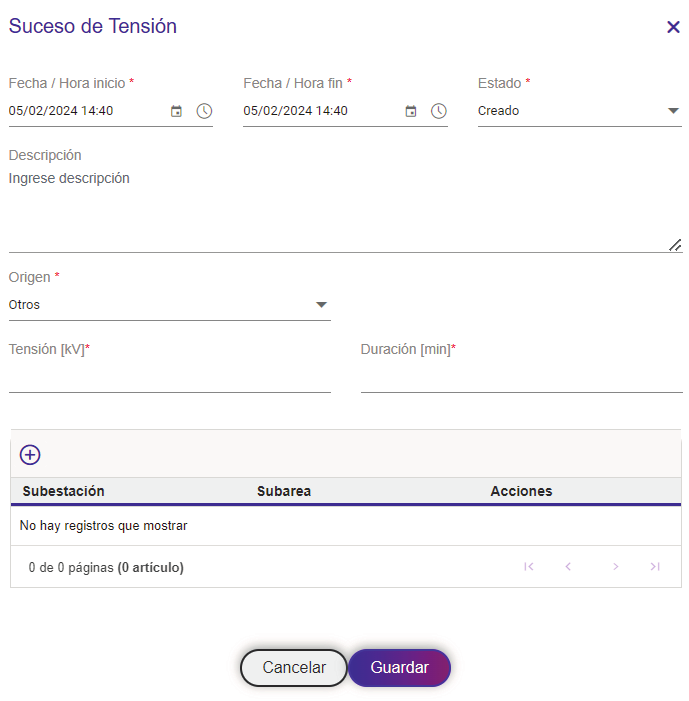 Suceso de Tensión
Fecha / Hora inicio * Fecha / Hora fin * Estado *
05/02/2024 14:40 05/02/2024 14:40 Creado
Descripción
Ingrese descripción
Origen *
Otros
Tensión [kV]* Duración [min]*
Subestación Subarea Acciones
No hay registros que mostrar
0 de 0 páginas (0 artículo)
Cancelar Guardar